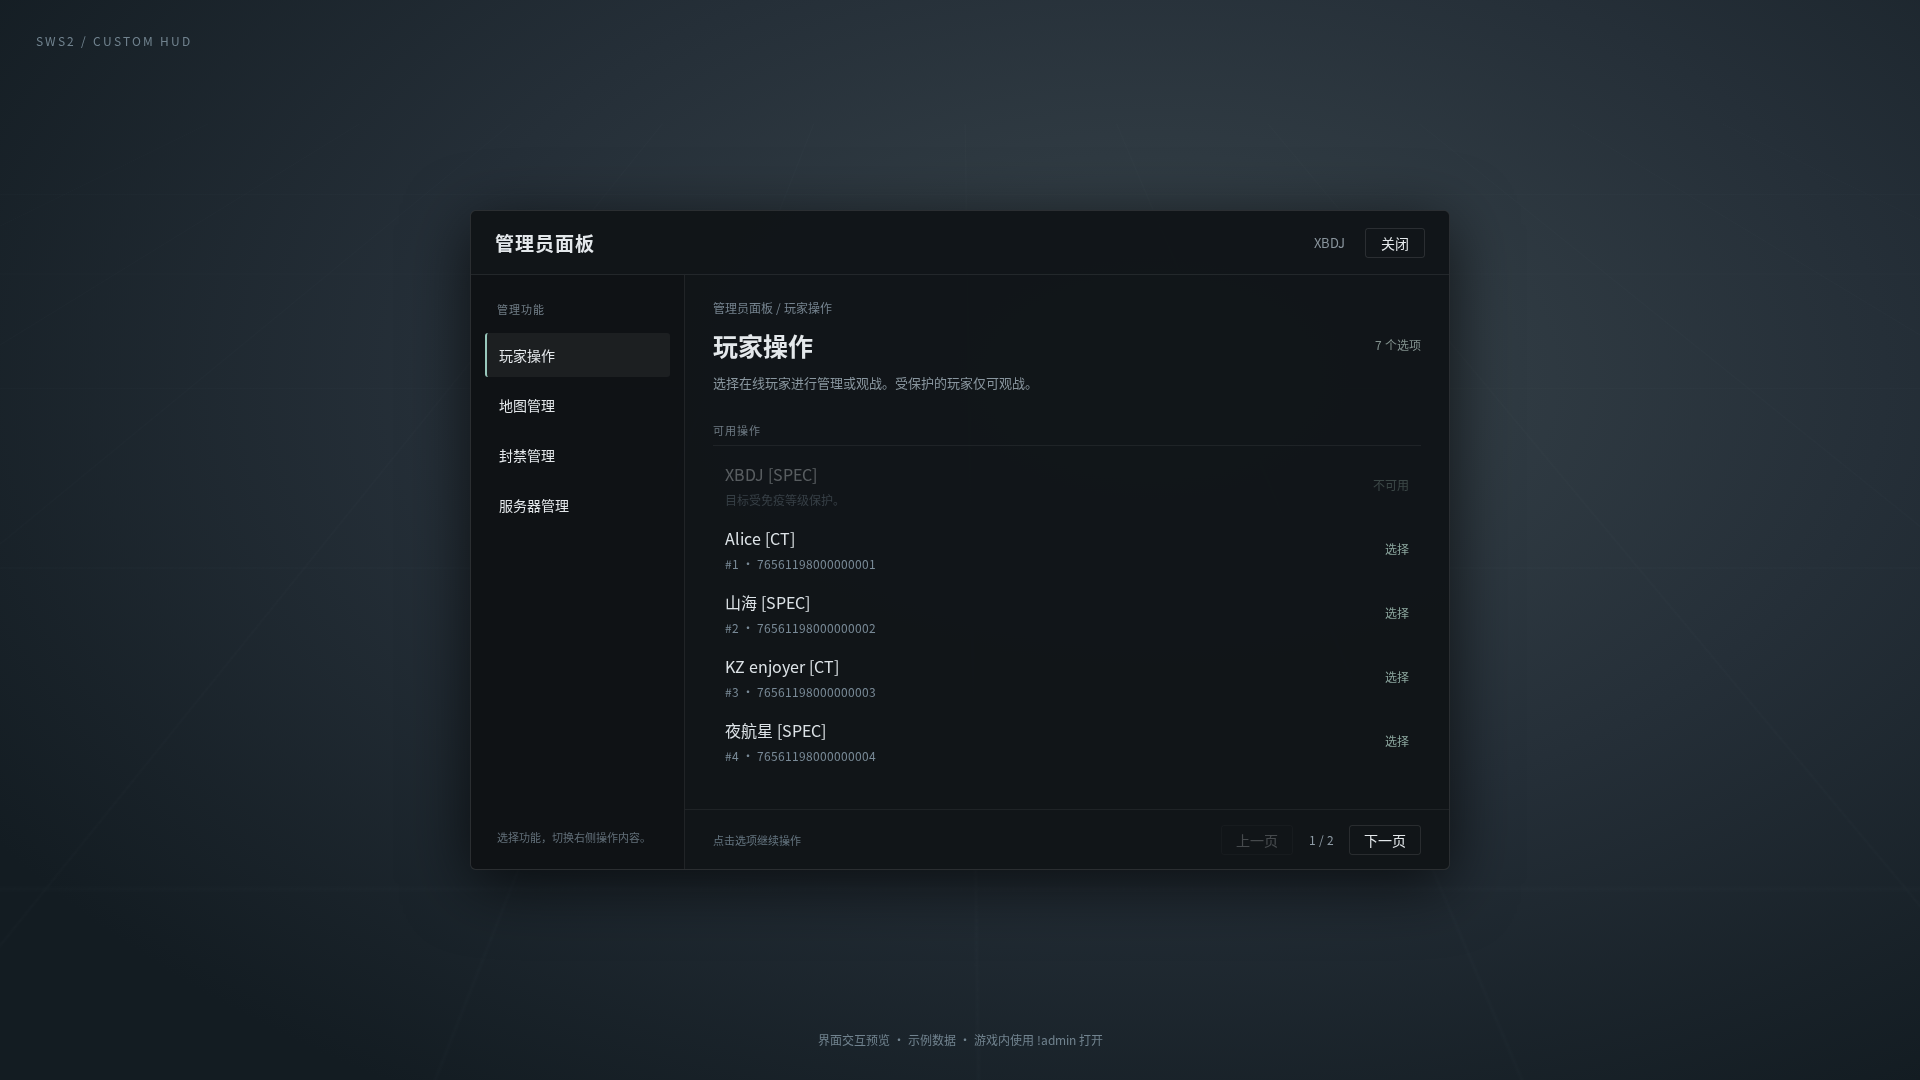 SWS2 / CUSTOM HUD
管理员面板
XBDJ
关闭
管理功能
玩家操作
地图管理
封禁管理
服务器管理
选择功能，切换右侧操作内容。
管理员面板 / 玩家操作
玩家操作
7 个选项
选择在线玩家进行管理或观战。受保护的玩家仅可观战。
可用操作
XBDJ [SPEC]
目标受免疫等级保护。
不可用
Alice [CT]
#1 · 76561198000000001
选择
山海 [SPEC]
#2 · 76561198000000002
选择
KZ enjoyer [CT]
#3 · 76561198000000003
选择
夜航星 [SPEC]
#4 · 76561198000000004
选择
点击选项继续操作
上一页
1 / 2
下一页
界面交互预览 · 示例数据 · 游戏内使用 !admin 打开